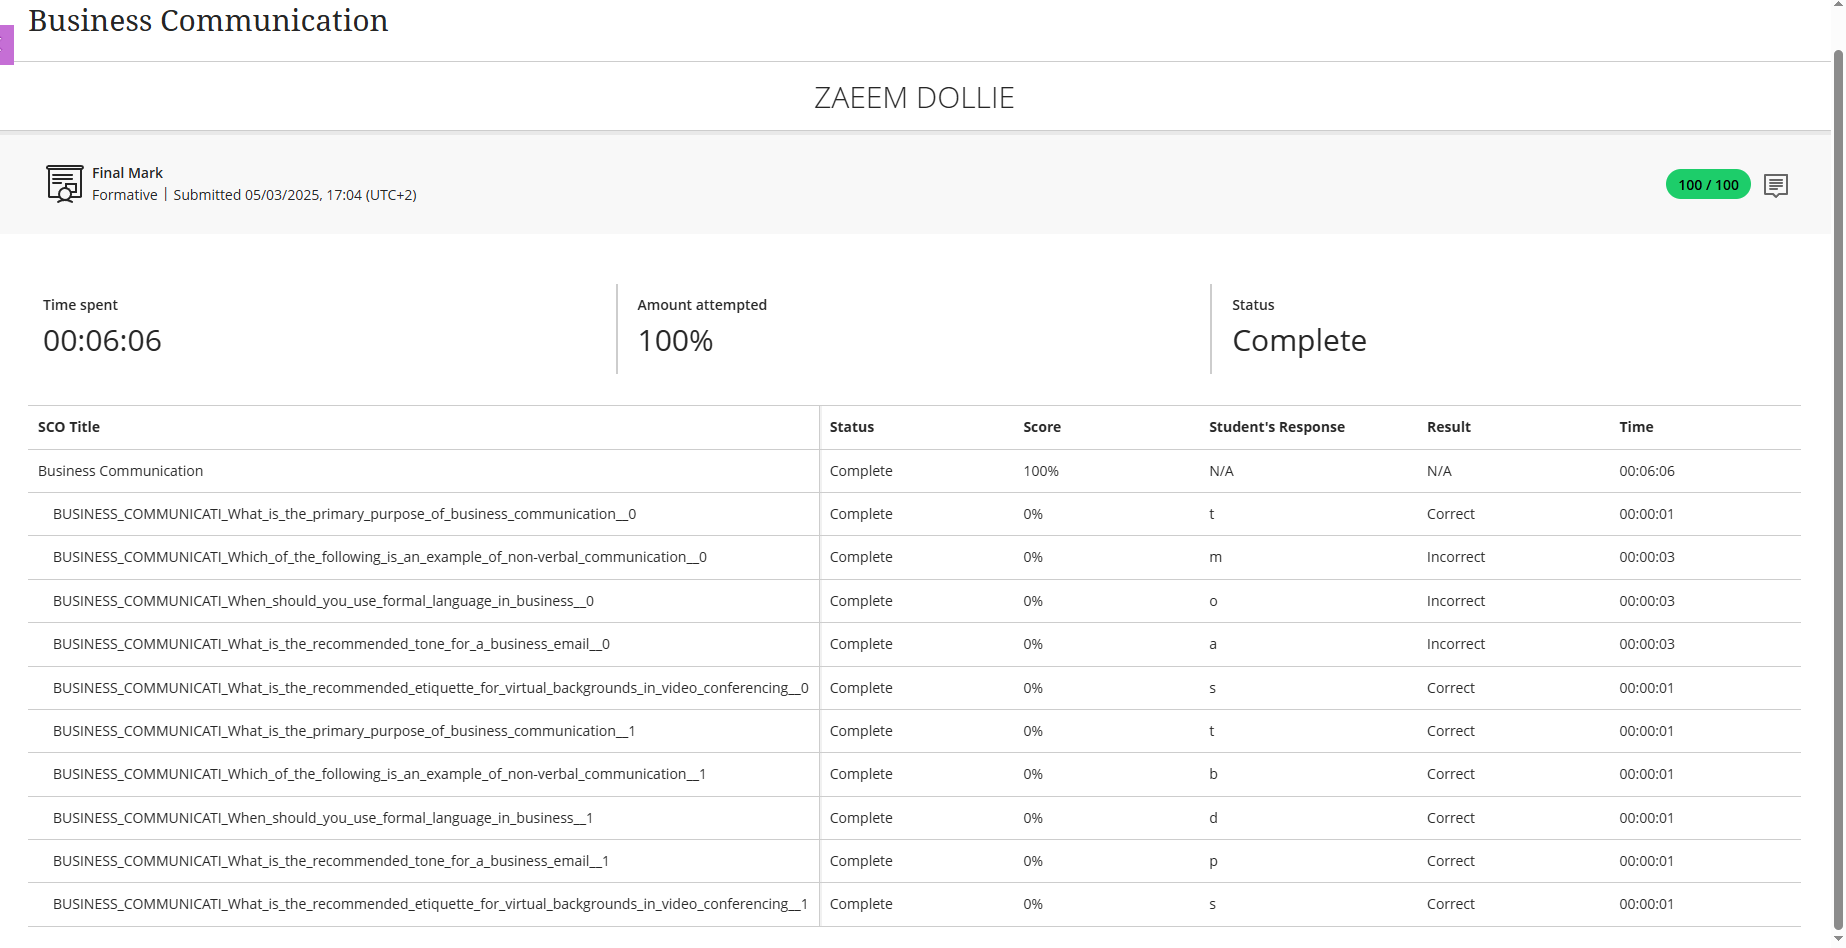 Business Communication
ZAEEM DOLLIE
Final Mark
Formative | Submitted 05/03/2025, 17:04 (UTC+2)
100 / 100
Time spent
00:06:06
Amount attempted
100%
Status
Complete
SCO Title Status Score Student's Response Result Time
Business Communication Complete 100% N/A N/A 00:06:06
BUSINESS_COMMUNICATI_What_is_the_primary_purpose_of_business_communication__0 Complete 0% t Correct 00:00:01
BUSINESS_COMMUNICATI_Which_of_the_following_is_an_example_of_non-verbal_communication__0 Complete 0% m Incorrect 00:00:03
BUSINESS_COMMUNICATI_When_should_you_use_formal_language_in_business__0 Complete 0% o Incorrect 00:00:03
BUSINESS_COMMUNICATI_What_is_the_recommended_tone_for_a_business_email__0 Complete 0% a Incorrect 00:00:03
BUSINESS_COMMUNICATI_What_is_the_recommended_etiquette_for_virtual_backgrounds_in_video_conferencing__0 Complete 0% s Correct 00:00:01
BUSINESS_COMMUNICATI_What_is_the_primary_purpose_of_business_communication__1 Complete 0% t Correct 00:00:01
BUSINESS_COMMUNICATI_Which_of_the_following_is_an_example_of_non-verbal_communication__1 Complete 0% b Correct 00:00:01
BUSINESS_COMMUNICATI_When_should_you_use_formal_language_in_business__1 Complete 0% d Correct 00:00:01
BUSINESS_COMMUNICATI_What_is_the_recommended_tone_for_a_business_email__1 Complete 0% p Correct 00:00:01
BUSINESS_COMMUNICATI_What_is_the_recommended_etiquette_for_virtual_backgrounds_in_video_conferencing__1 Complete 0% s Correct 00:00:01